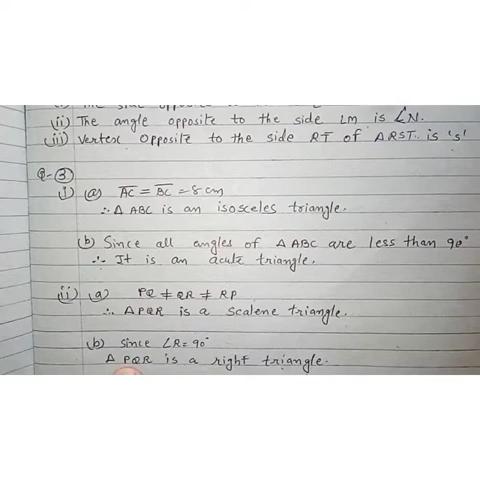 (ii) The angle opposite to the side LM is ∠N.
(iii) Vertex opposite to the side RT of ΔRST. is 's'
Q-③
i) (a) AC = BC = 8 cm
∴ Δ ABC is an isosceles triangle.
(b) Since all angles of Δ ABC are less than 90°
∴ It is an acute triangle.
ii) (a) PQ ≠ QR ≠ RP
∴ ΔPQR is a scalene triangle.
(b) since ∠R = 90°
Δ PQR is a right triangle.